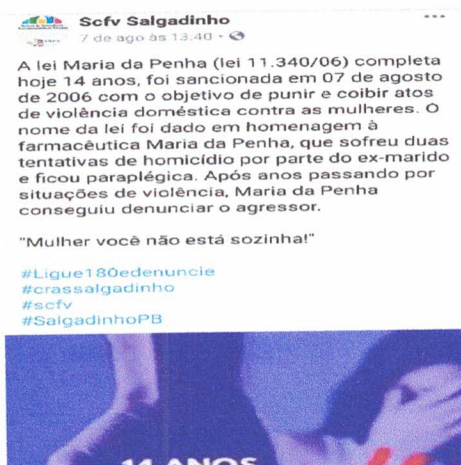 Scfv Salgadinho
7 de ago às 13:40 ·
A lei Maria da Penha (lei 11.340/06) completa
hoje 14 anos, foi sancionada em 07 de agosto
de 2006 com o objetivo de punir e coibir atos
de violência doméstica contra as mulheres. O
nome da lei foi dado em homenagem à
farmacêutica Maria da Penha, que sofreu duas
tentativas de homicídio por parte do ex-marido
e ficou paraplégica. Após anos passando por
situações de violência, Maria da Penha
conseguiu denunciar o agressor.
"Mulher você não está sozinha!"
#Ligue180edenuncie
#crassalgadinho
#scfv
#SalgadinhoPB
14 ANOS